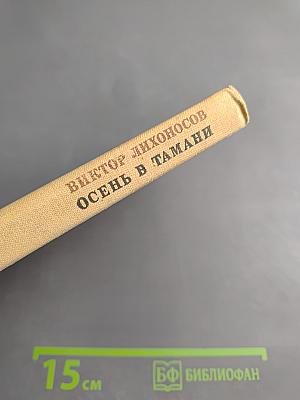 ВИКТОР ЛИХОНОСОВ
ОСЕНЬ В ТАМАНИ
15 см
БФ БИБЛИОФАН